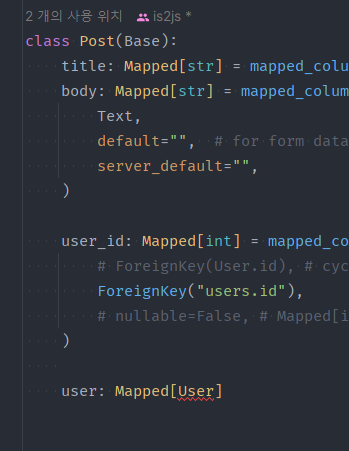 2 개의 사용 위치 is2js *
class Post(Base):
title: Mapped[str] = mapped_colu
body: Mapped[str] = mapped_colum
Text,
default="", # for form data
server_default="",
)
user_id: Mapped[int] = mapped_co
# ForeignKey(User.id), # cyc
ForeignKey("users.id"),
# nullable=False, # Mapped[i
)
user: Mapped[User]